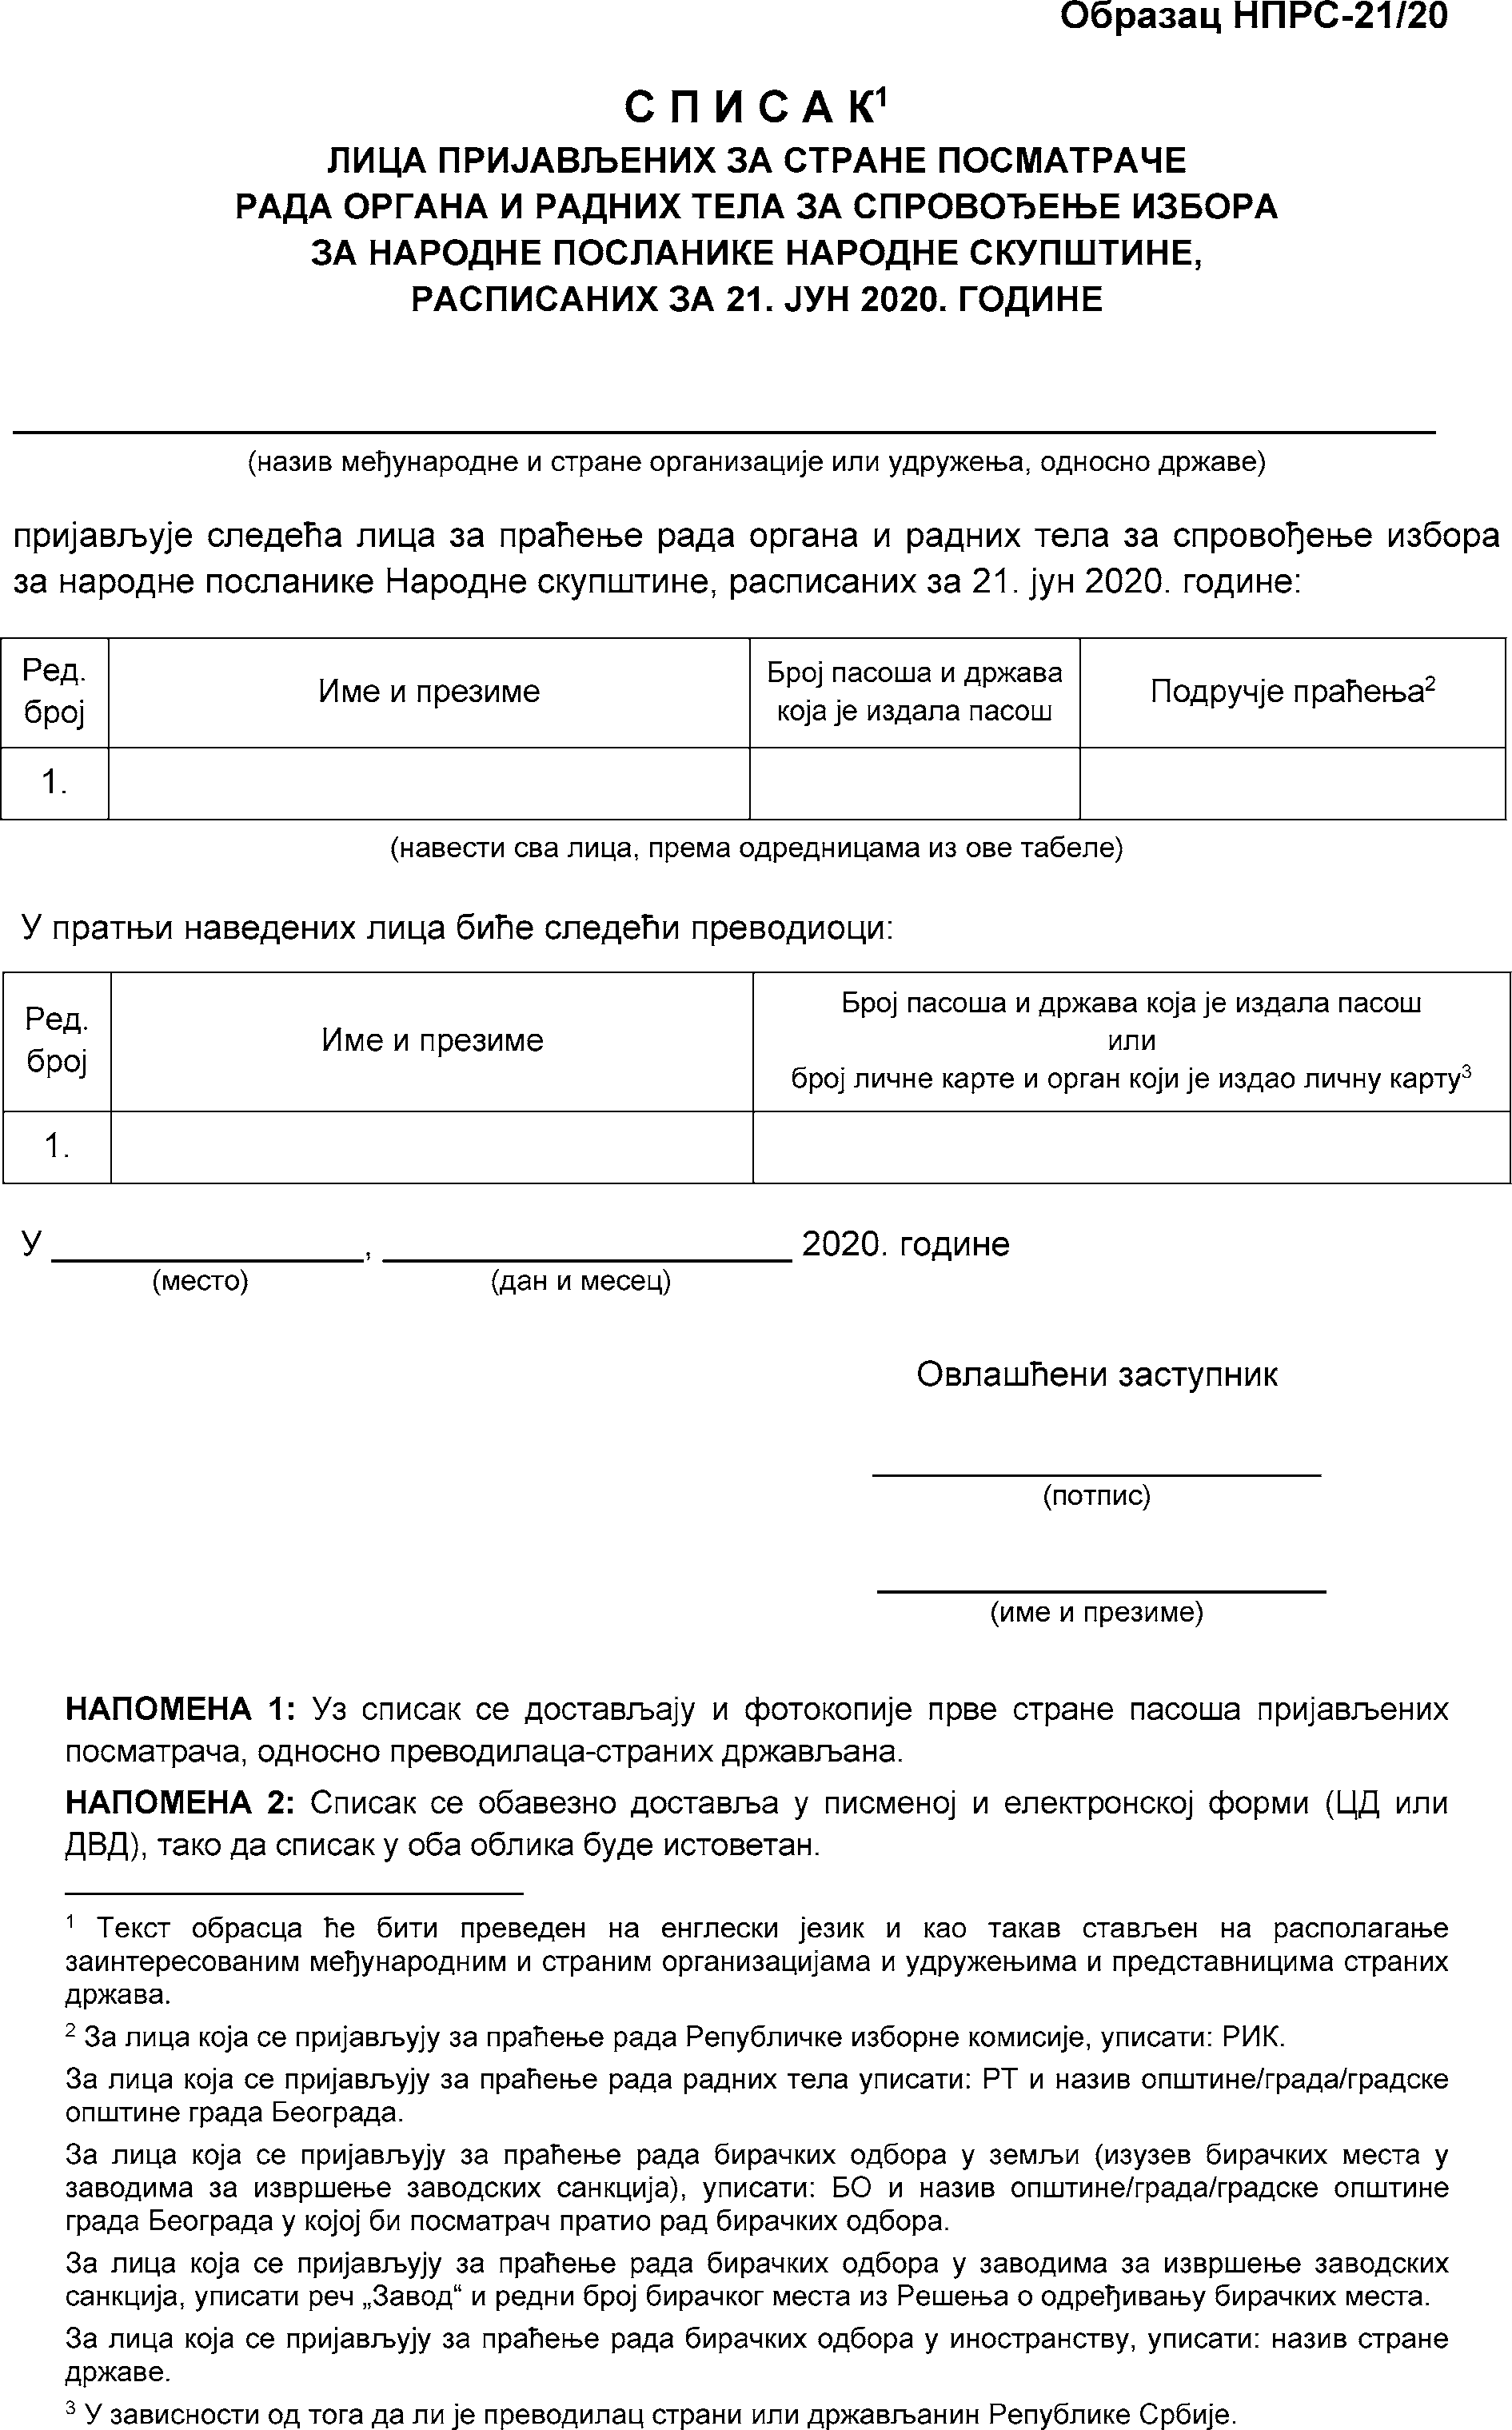 Образац НПРС-21/20
С П И С А К¹
ЛИЦА ПРИЈАВЉЕНИХ ЗА СТРАНЕ ПОСМАТРАЧЕ
РАДА ОРГАНА И РАДНИХ ТЕЛА ЗА СПРОВОЂЕЊЕ ИЗБОРА
ЗА НАРОДНЕ ПОСЛАНИКЕ НАРОДНЕ СКУПШТИНЕ,
РАСПИСАНИХ ЗА 21. ЈУН 2020. ГОДИНЕ
(назив међународне и стране организације или удружења, односно државе)
пријављује следећа лица за праћење рада органа и радних тела за спровођење избора
за народне посланике Народне скупштине, расписаних за 21. јун 2020. године:
Ред.
број
Име и презиме
Број пасоша и држава
која је издала пасош
Подручје праћења²
1.
(навести сва лица, према одредницама из ове табеле)
У пратњи наведених лица биће следећи преводиоци:
Ред.
број
Име и презиме
Број пасоша и држава која је издала пасош
или
број личне карте и орган који је издао личну карту³
1.
У ____________, ____________ 2020. године
(место) (дан и месец)
Овлашћени заступник
(потпис)
(име и презиме)
НАПОМЕНА 1: Уз списак се достављају и фотокопије прве стране пасоша пријављених
посматрача, односно преводилаца-страних држављана.
НАПОМЕНА 2: Списак се обавезно доставља у писменој и електронској форми (ЦД или
ДВД), тако да списак у оба облика буде истоветан.
¹ Текст обрасца ће бити преведен на енглески језик и као такав стављен на располагање
заинтересованим међународним и страним организацијама и удружењима и представницима страних
држава.
² За лица која се пријављују за праћење рада Републичке изборне комисије, уписати: РИК.
За лица која се пријављују за праћење рада радних тела уписати: РТ и назив општине/града/градске
општине града Београда.
За лица која се пријављују за праћење рада бирачких одбора у земљи (изузев бирачких места у
заводима за извршење заводских санкција), уписати: БО и назив општине/града/градске општине
града Београда у којој би посматрач пратио рад бирачких одбора.
За лица која се пријављују за праћење рада бирачких одбора у заводима за извршење заводских
санкција, уписати реч „Завод“ и редни број бирачког места из Решења о одређивању бирачких места.
За лица која се пријављују за праћење рада бирачких одбора у иностранству, уписати: назив стране
државе.
³ У зависности од тога да ли је преводилац страни или држављанин Републике Србије.